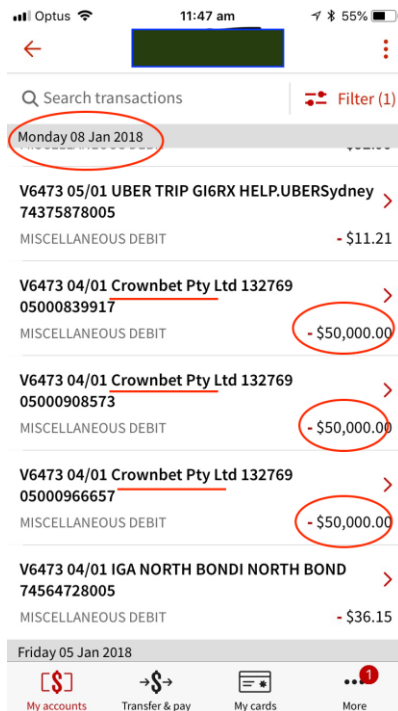 Optus 11:47 am 55%
Search transactions Filter (1)
Monday 08 Jan 2018
V6473 05/01 UBER TRIP GI6RX HELP.UBERSydney
74375878005
MISCELLANEOUS DEBIT - $11.21
V6473 04/01 Crownbet Pty Ltd 132769
05000839917
MISCELLANEOUS DEBIT - $50,000.00
V6473 04/01 Crownbet Pty Ltd 132769
05000908573
MISCELLANEOUS DEBIT - $50,000.00
V6473 04/01 Crownbet Pty Ltd 132769
05000966657
MISCELLANEOUS DEBIT - $50,000.00
V6473 04/01 IGA NORTH BONDI NORTH BOND
74564728005
MISCELLANEOUS DEBIT - $36.15
Friday 05 Jan 2018
1
My accounts Transfer & pay My cards More